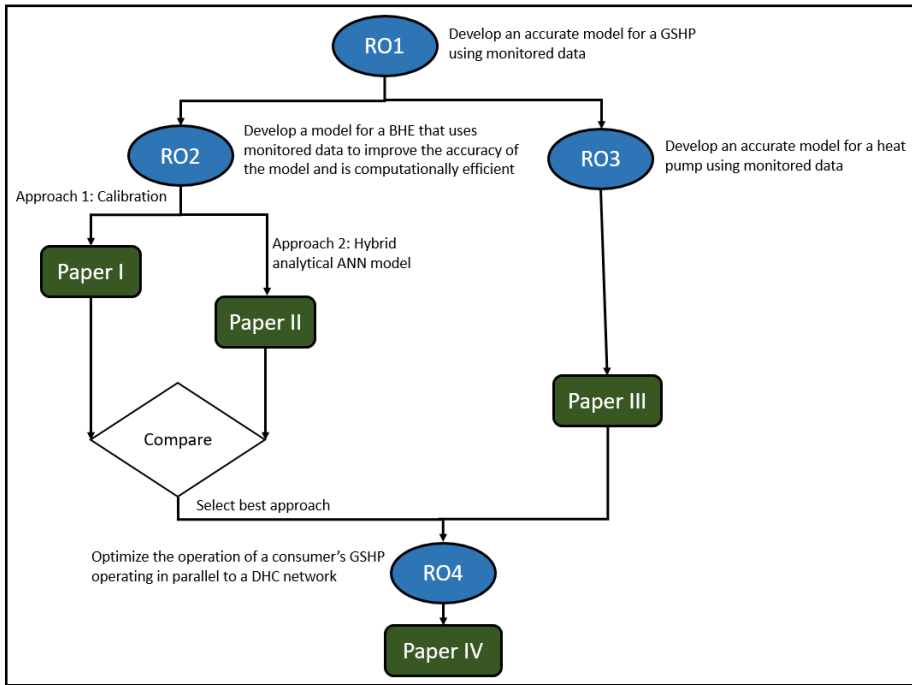 RO1
Develop an accurate model for a GSHP
using monitored data
RO2
Develop a model for a BHE that uses
monitored data to improve the accuracy of
the model and is computationally efficient
RO3
Develop an accurate model for a heat
pump using monitored data
Approach 1: Calibration
Approach 2: Hybrid
analytical ANN model
Paper I
Paper II
Paper III
Compare
Select best approach
Optimize the operation of a consumer's GSHP
operating in parallel to a DHC network
RO4
Paper IV